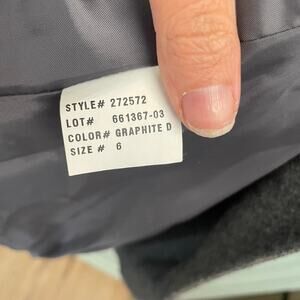 STYLE# 272572
LOT# 661367-03
COLOR# GRAPHITE D
SIZE # 6